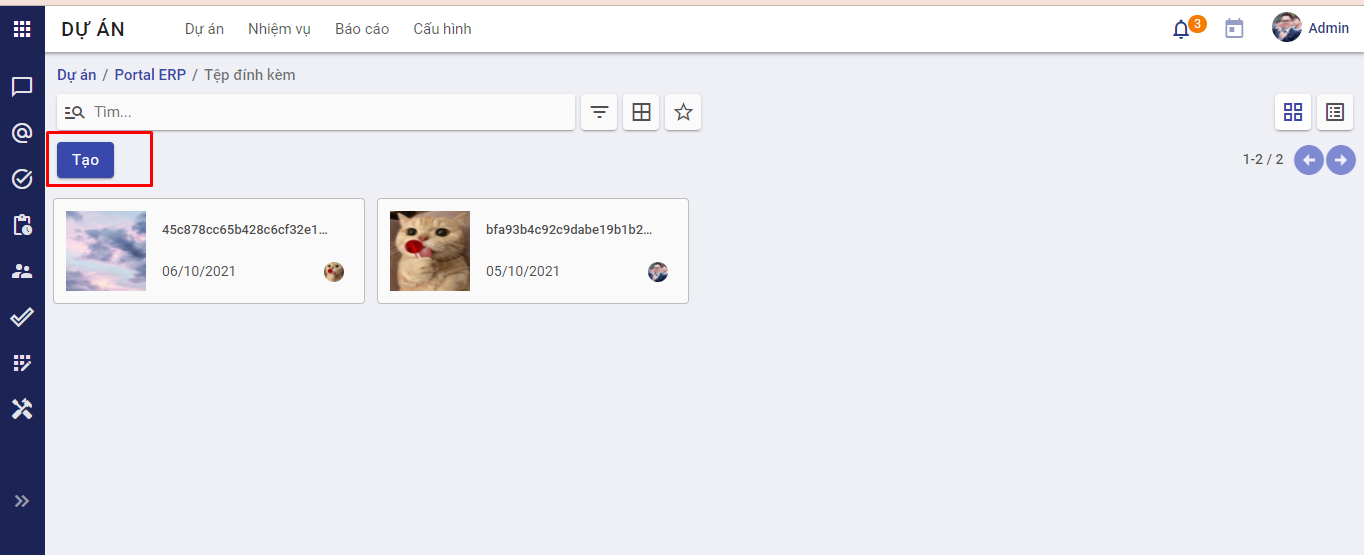 DỰ ÁN Dự án Nhiệm vụ Báo cáo Cấu hình 3 Admin
Dự án / Portal ERP / Tệp đính kèm
Tìm...
Tạo 1-2 / 2
45c878cc65b428c6cf32e1... bfa93b4c92c9dabe19b1b2...
06/10/2021 05/10/2021